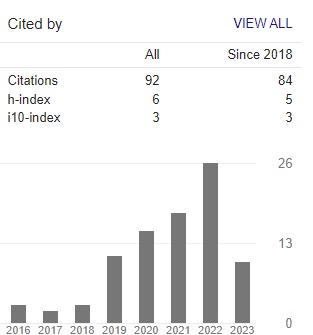 Cited by VIEW ALL
All Since 2018
Citations 92 84
h-index 6 5
i10-index 3 3
26
13
0
2016 2017 2018 2019 2020 2021 2022 2023